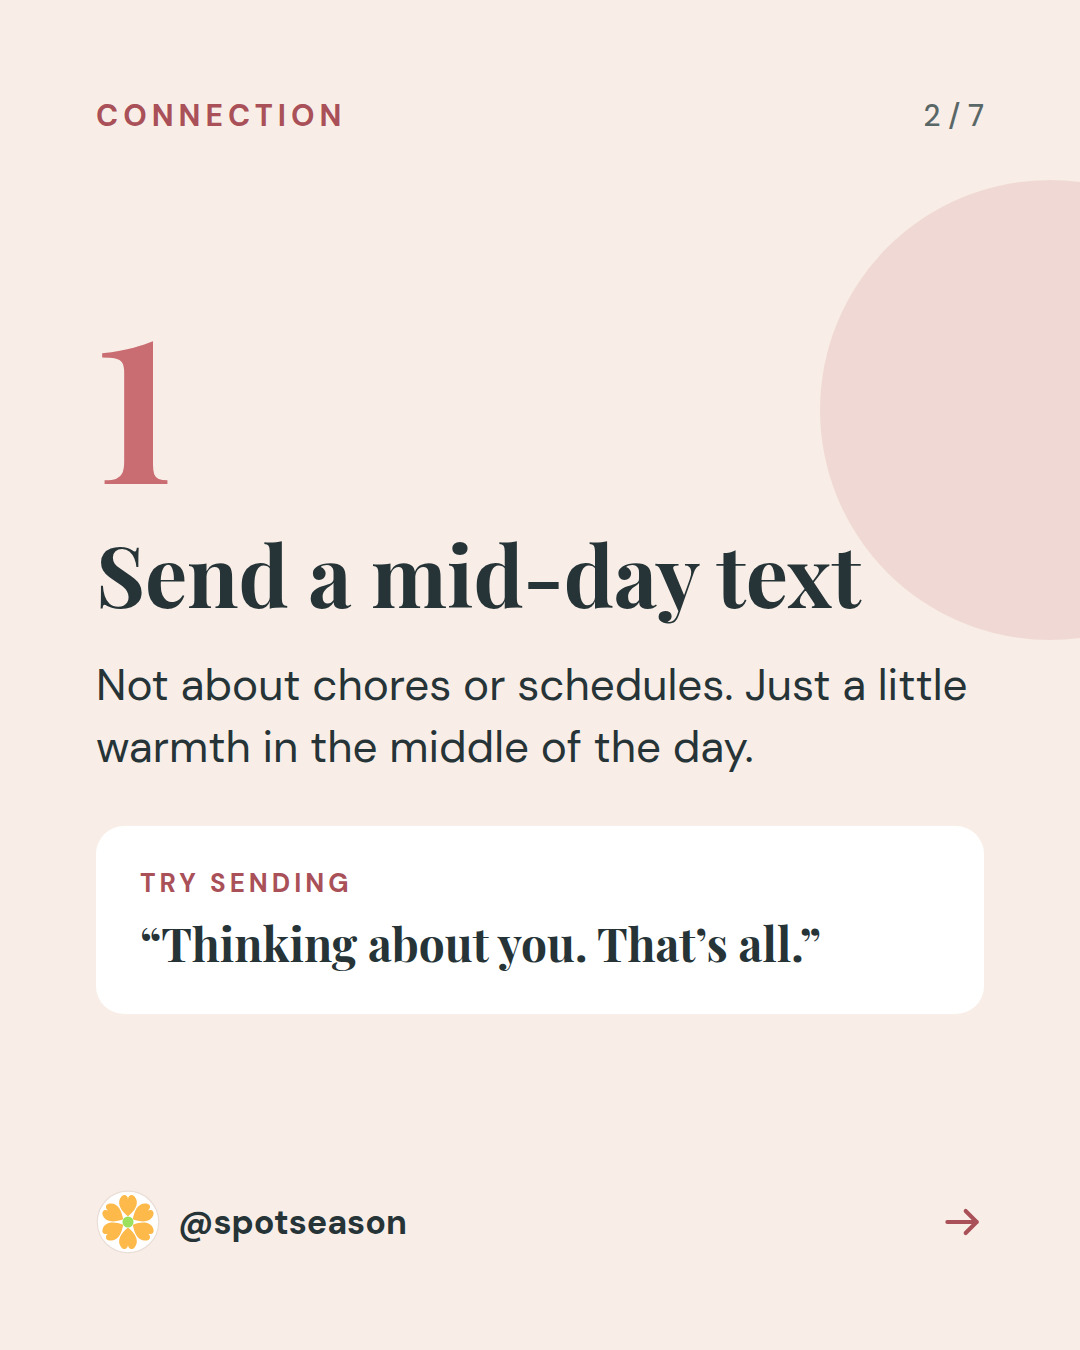 CONNECTION
2 / 7
1
Send a mid-day text
Not about chores or schedules. Just a little
warmth in the middle of the day.
TRY SENDING
“Thinking about you. That’s all.”
@spotseason